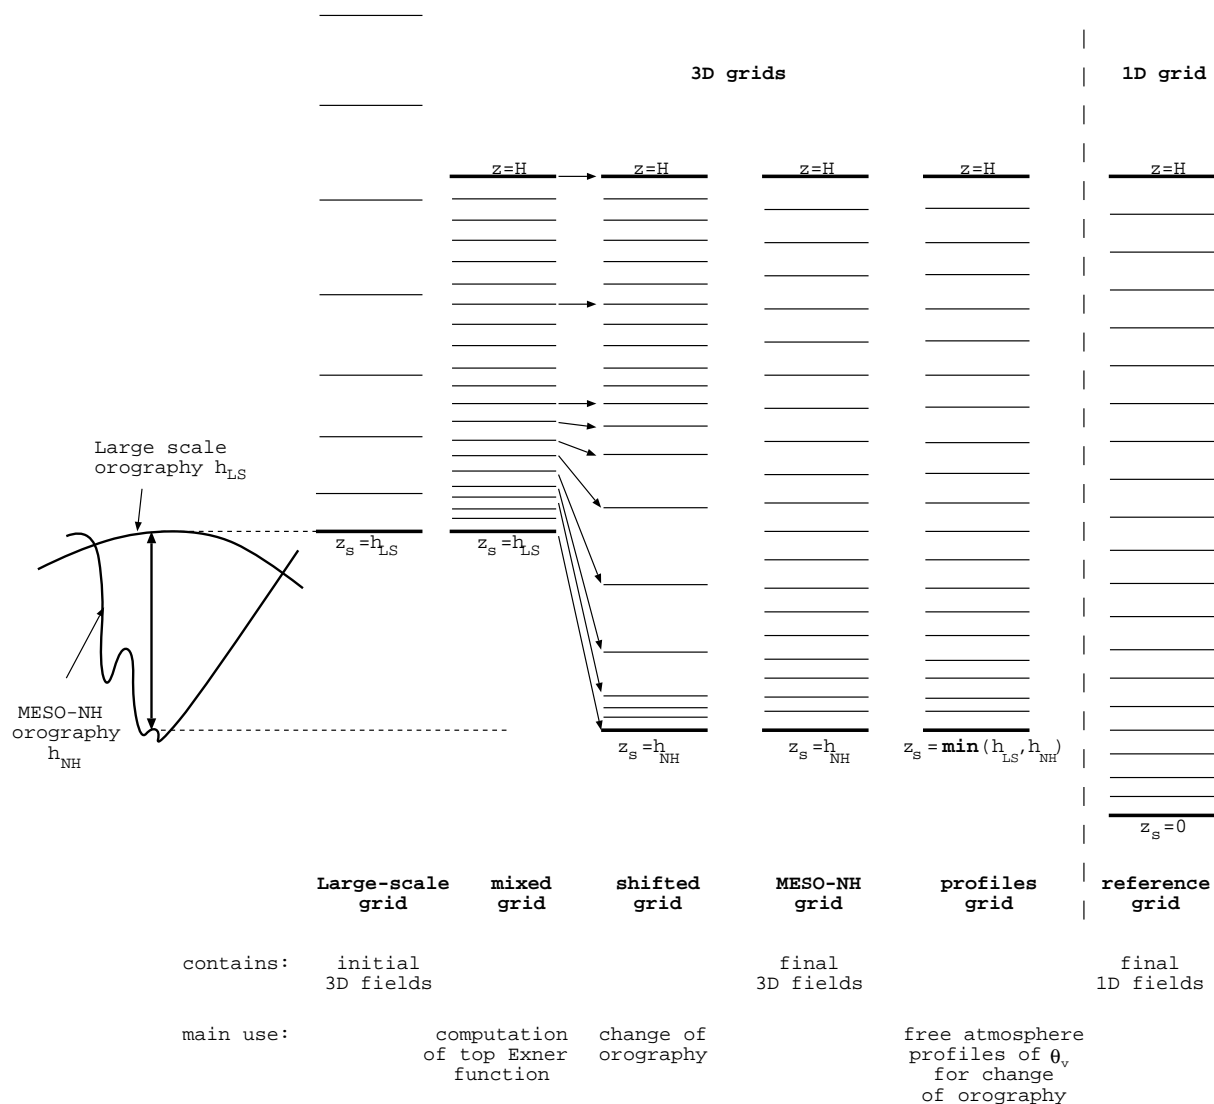 3D grids
1D grid
z=H
z=H
z=H
z=H
z=H
Large scale
orography h_LS
z_s=h_LS
z_s=h_LS
MESO-NH
orography
h_NH
z_s=h_NH
z_s=h_NH
z_s=min(h_LS,h_NH)
z_s=0
Large-scale
grid
mixed
grid
shifted
grid
MESO-NH
grid
profiles
grid
reference
grid
contains:
initial
3D fields
final
3D fields
final
1D fields
main use:
computation
of top Exner
function
change of
orography
free atmosphere
profiles of θ_v
for change
of orography